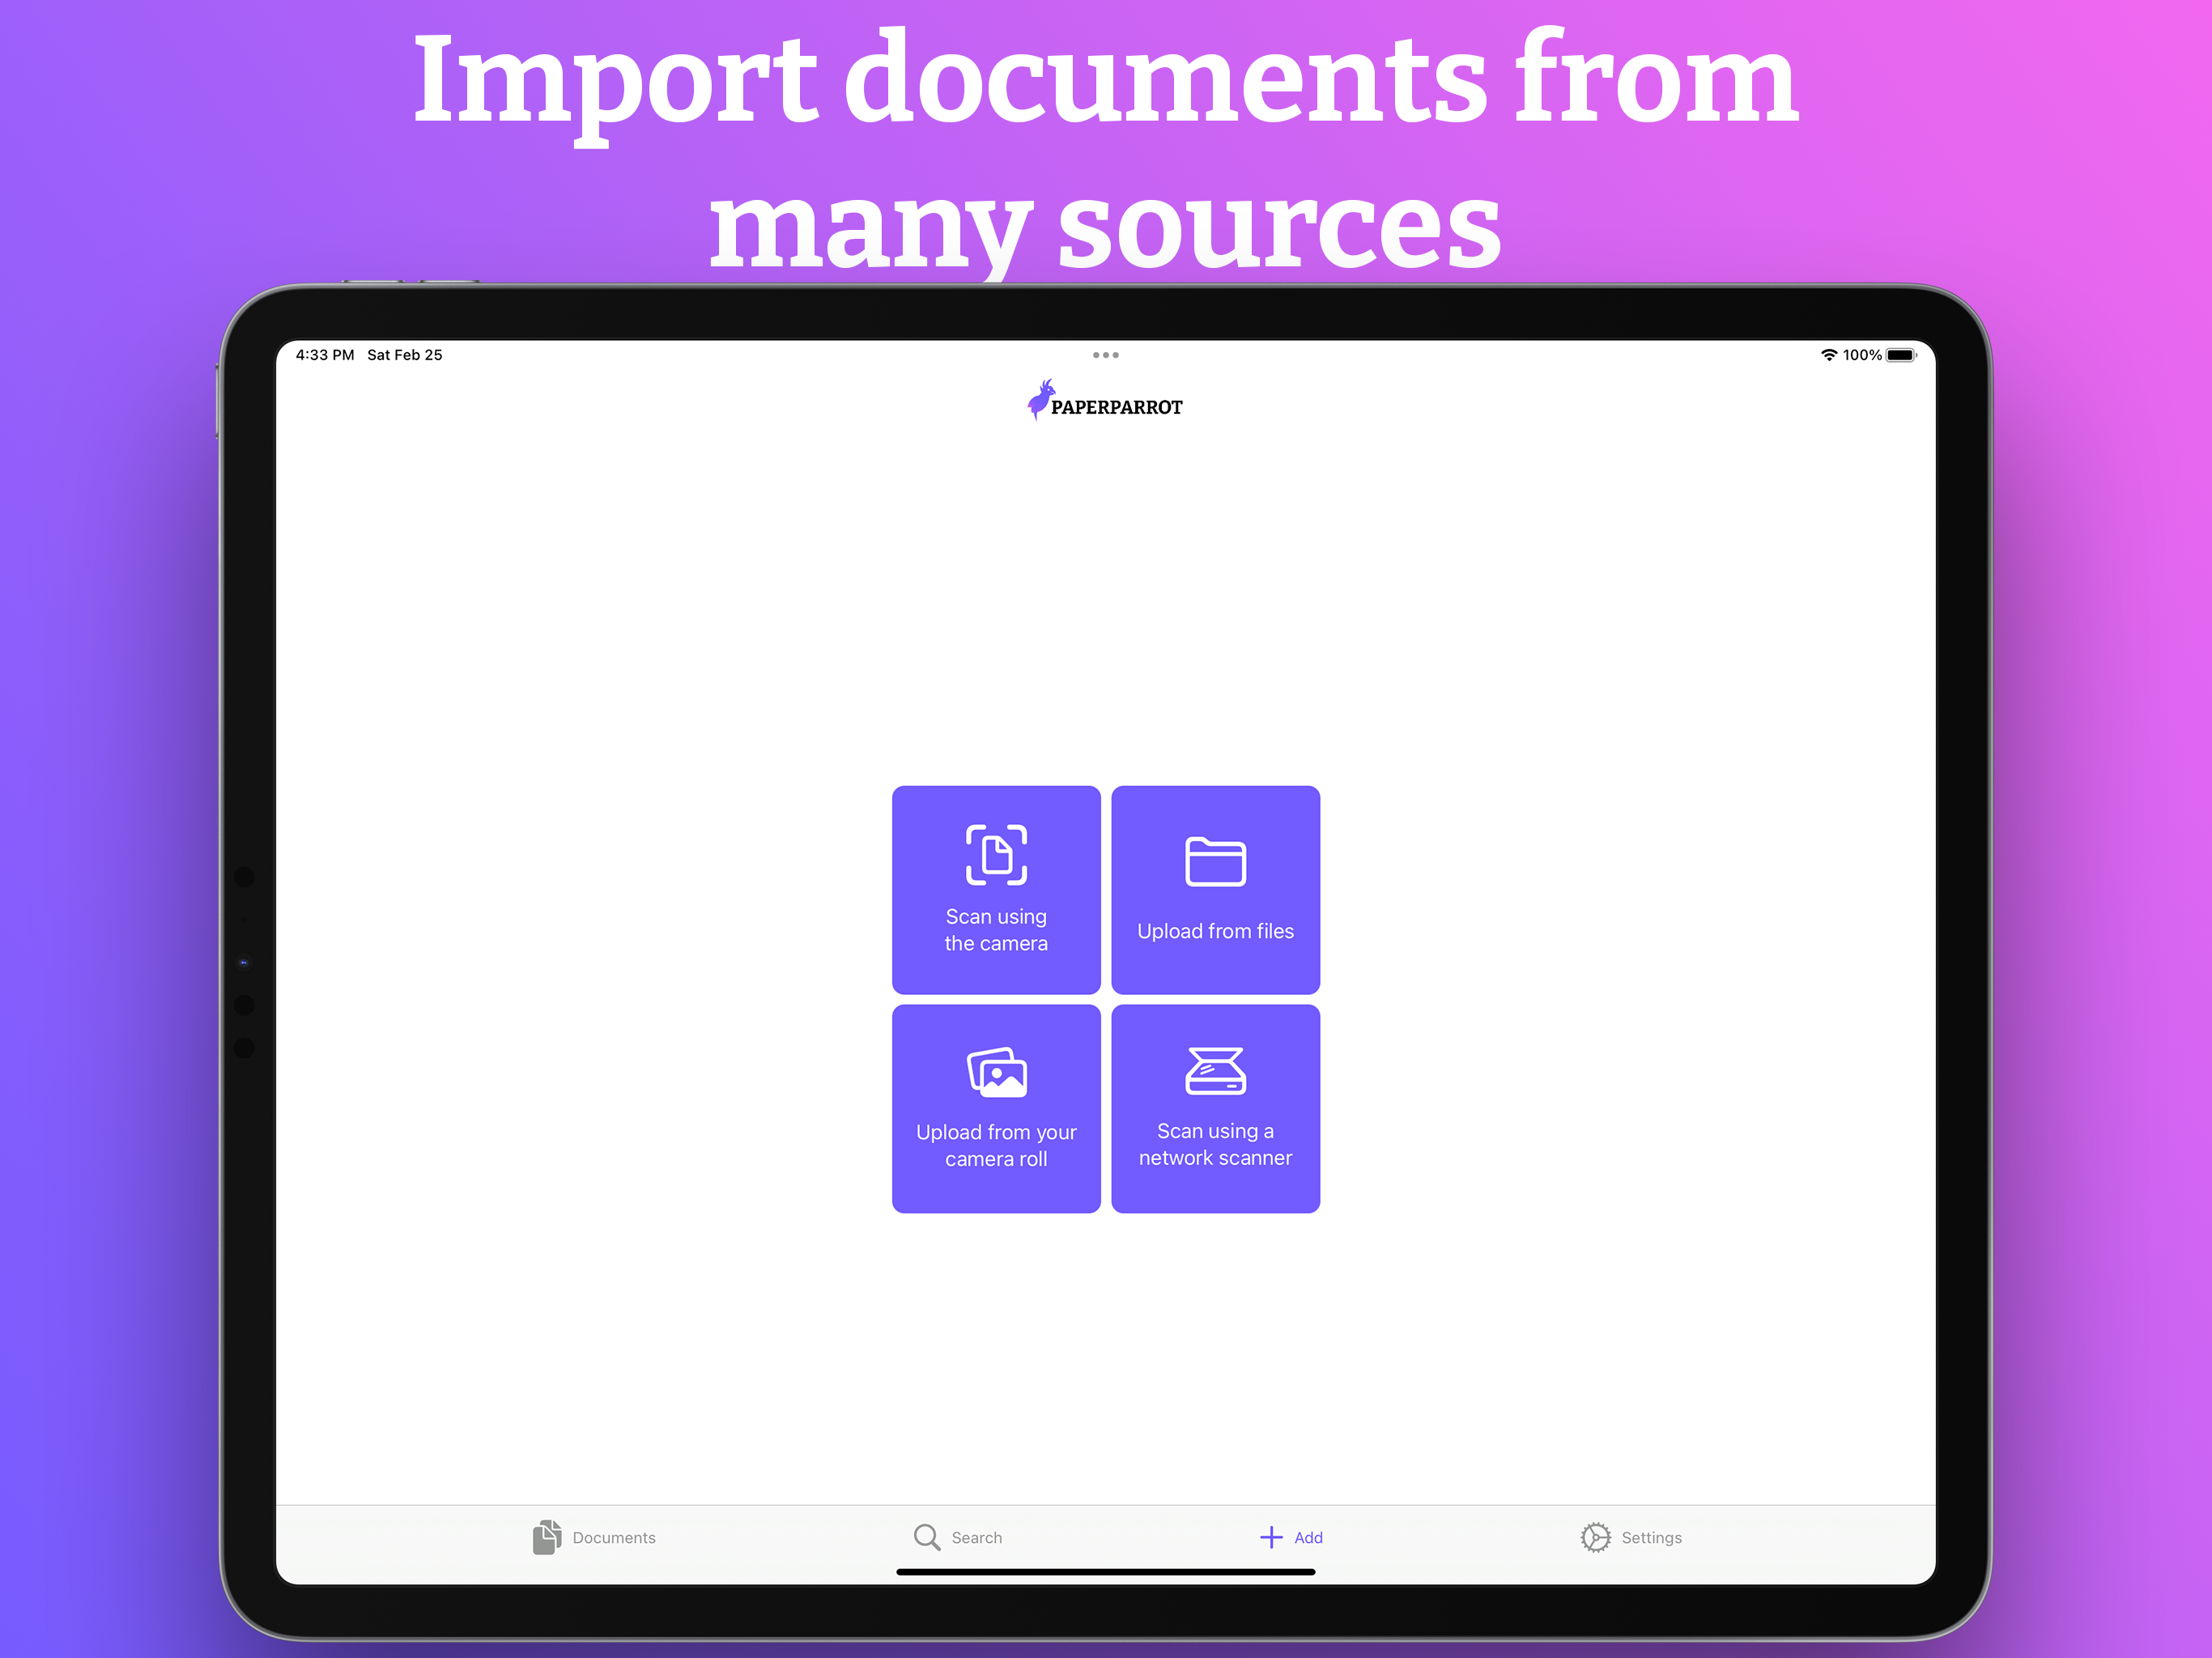 Import documents from
many sources
4:33 PM Sat Feb 25
100%
PAPERPARROT
Scan using
the camera
Upload from files
Upload from your
camera roll
Scan using a
network scanner
Documents
Search
Add
Settings